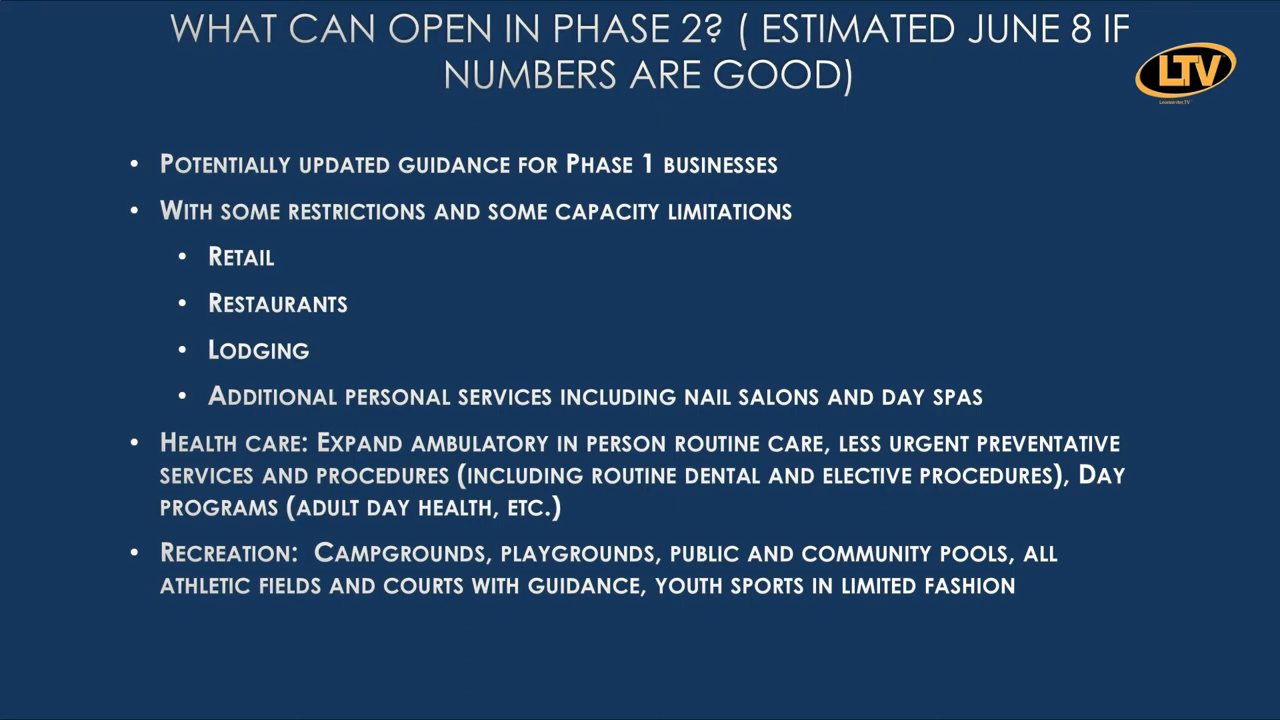 WHAT CAN OPEN IN PHASE 2? ( ESTIMATED JUNE 8 IF
NUMBERS ARE GOOD)
LTV
• POTENTIALLY UPDATED GUIDANCE FOR PHASE 1 BUSINESSES
• WITH SOME RESTRICTIONS AND SOME CAPACITY LIMITATIONS
• RETAIL
• RESTAURANTS
• LODGING
• ADDITIONAL PERSONAL SERVICES INCLUDING NAIL SALONS AND DAY SPAS
• HEALTH CARE: EXPAND AMBULATORY IN PERSON ROUTINE CARE, LESS URGENT PREVENTATIVE
SERVICES AND PROCEDURES (INCLUDING ROUTINE DENTAL AND ELECTIVE PROCEDURES), DAY
PROGRAMS (ADULT DAY HEALTH, ETC.)
• RECREATION: CAMPGROUNDS, PLAYGROUNDS, PUBLIC AND COMMUNITY POOLS, ALL
ATHLETIC FIELDS AND COURTS WITH GUIDANCE, YOUTH SPORTS IN LIMITED FASHION